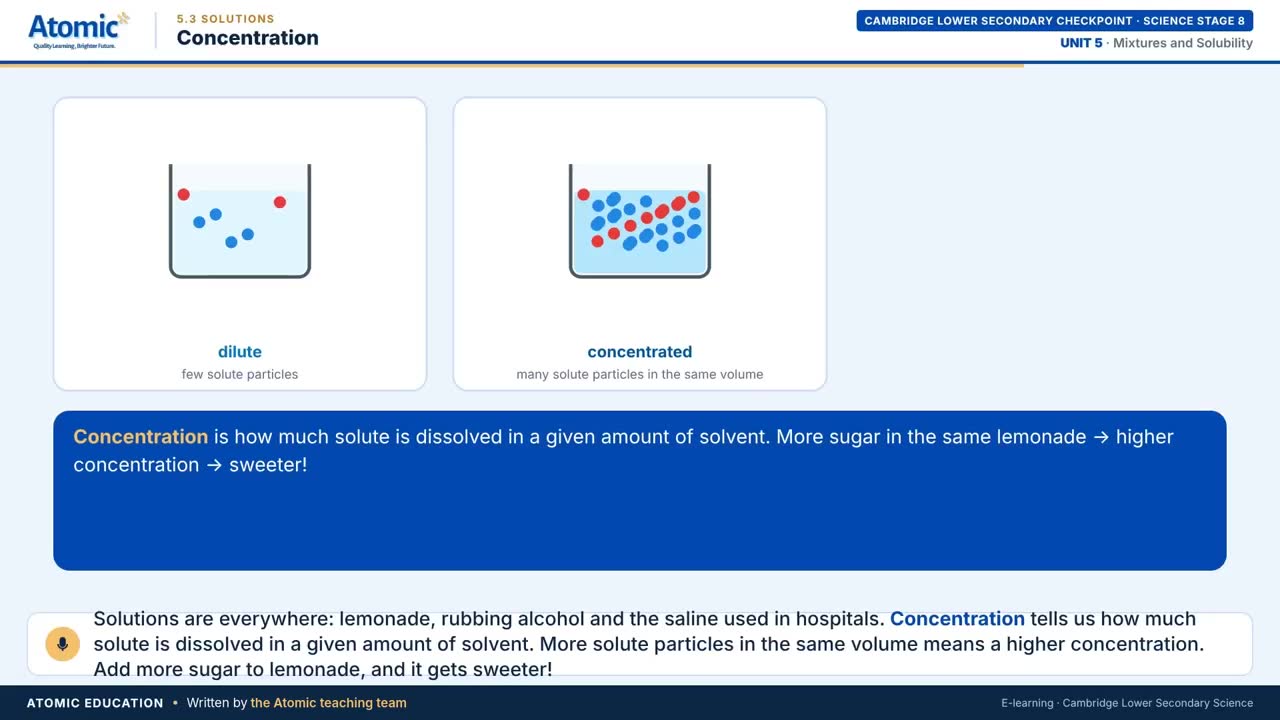 Atomic
Quality Learning, Brighter Future.
5.3 SOLUTIONS
Concentration
CAMBRIDGE LOWER SECONDARY CHECKPOINT · SCIENCE STAGE 8
UNIT 5 · Mixtures and Solubility
dilute
few solute particles
concentrated
many solute particles in the same volume
Concentration is how much solute is dissolved in a given amount of solvent. More sugar in the same lemonade → higher
concentration → sweeter!
Solutions are everywhere: lemonade, rubbing alcohol and the saline used in hospitals. Concentration tells us how much
solute is dissolved in a given amount of solvent. More solute particles in the same volume means a higher concentration.
Add more sugar to lemonade, and it gets sweeter!
ATOMIC EDUCATION • Written by the Atomic teaching team
E-learning · Cambridge Lower Secondary Science